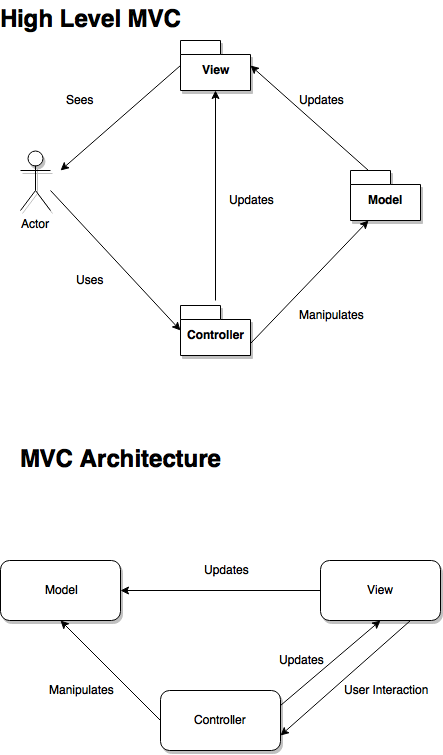 High Level MVC
View
Sees
Updates
Updates
Model
Actor
Uses
Manipulates
Controller
MVC Architecture
Updates
Model
View
Updates
User Interaction
Manipulates
Controller